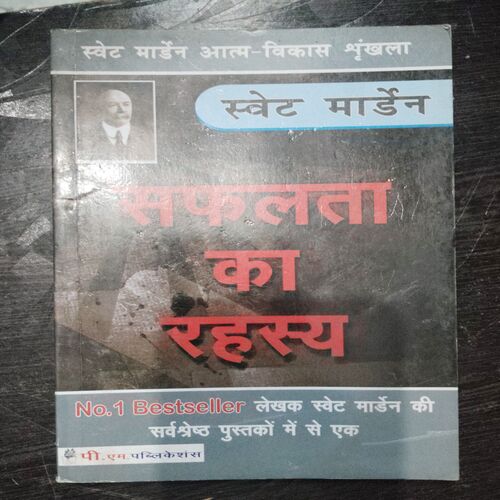 स्वेट मार्डेन आत्म-विकास शृंखला
स्वेट मार्डेन
सफलता
का
रहस्य
No.1 Bestseller लेखक स्वेट मार्डेन की
सर्वश्रेष्ठ पुस्तकों में से एक
पी.एम.पब्लिकेशंस